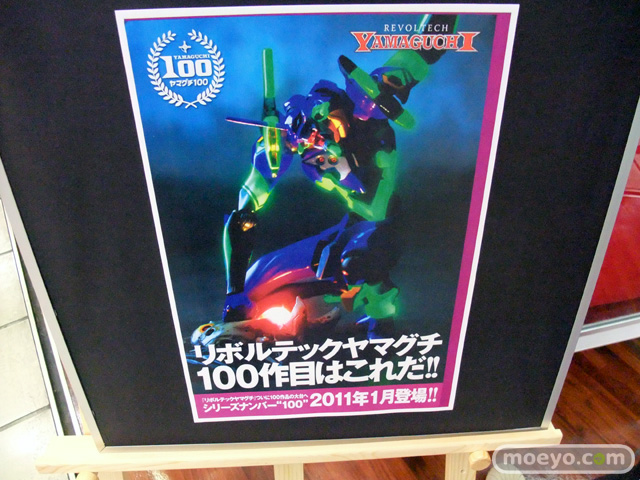 YAMAGUCHI
100
ヤマグチ100
REVOLTECH
YAMAGUCHI
リボルテックヤマグチ
100作目はこれだ!!
「リボルテックヤマグチ」ついに100作品の大台へ
シリーズナンバー"100" 2011年1月登場!!
moeyo.com